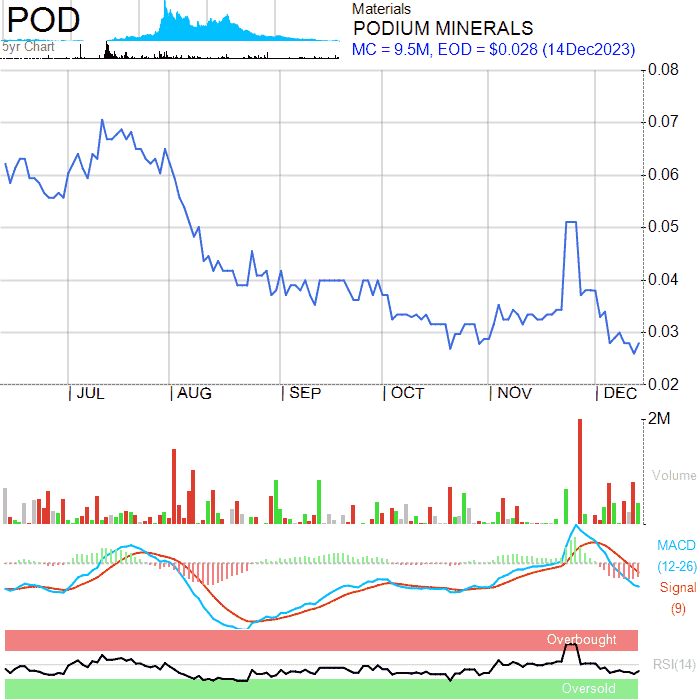 POD
5yr Chart
Materials
PODIUM MINERALS
MC = 9.5M, EOD = $0.028 (14Dec2023)
0.08
0.07
0.06
0.05
0.04
0.03
0.02
JUL AUG SEP OCT NOV DEC
2M
Volume
MACD
(12-26)
Signal
(9)
Overbought
RSI(14)
Oversold